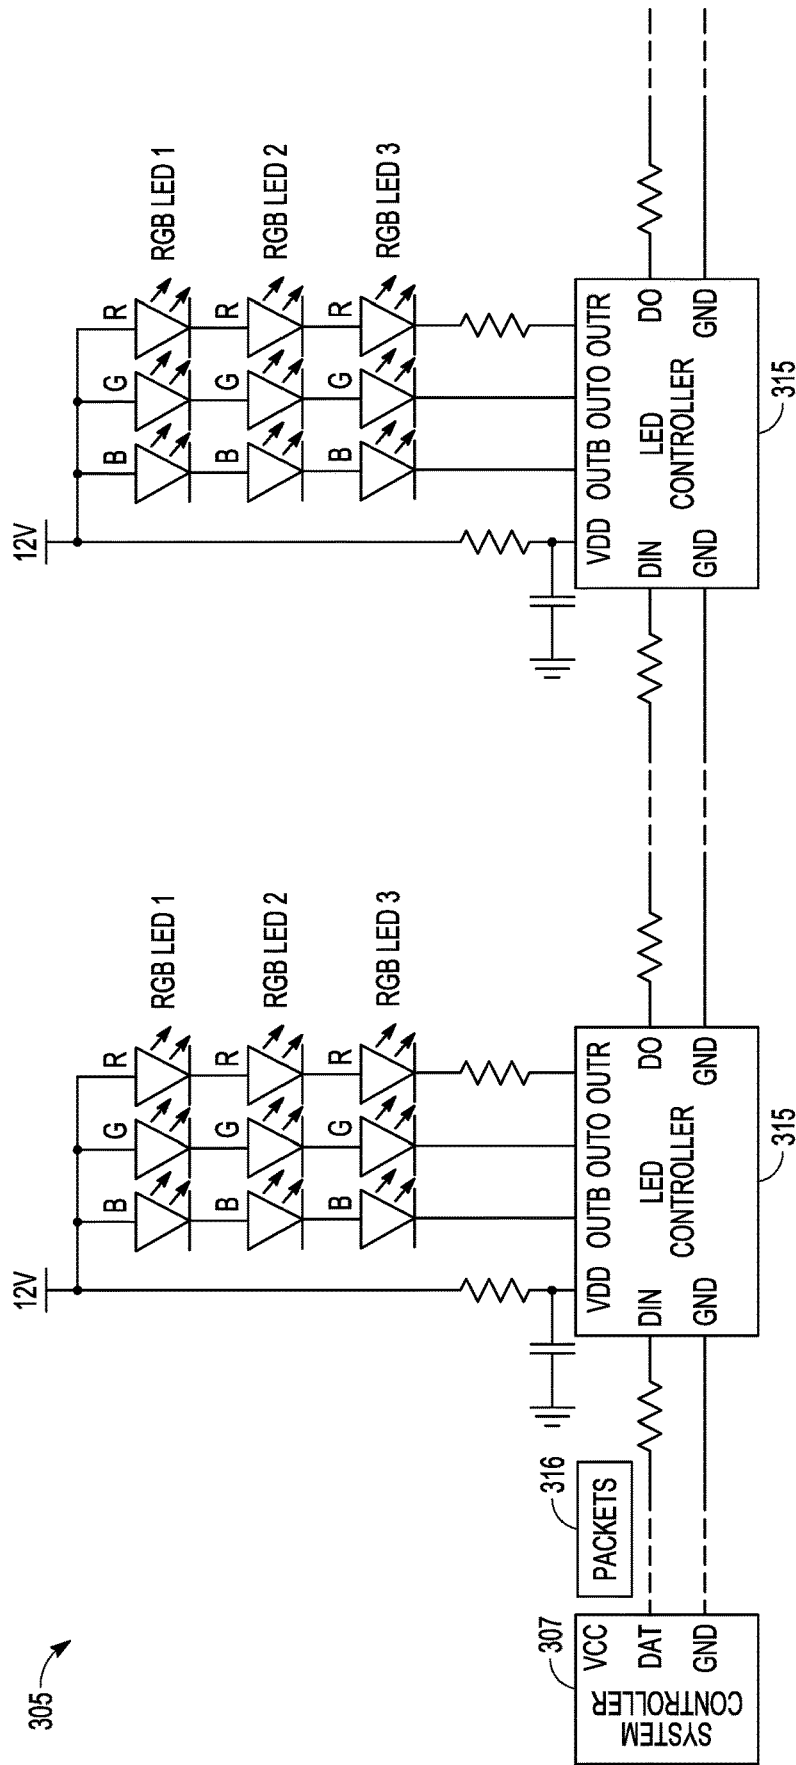 305
12V
12V
B
G
R
RGB LED 1
B
G
R
RGB LED 1
B
G
R
RGB LED 2
B
G
R
RGB LED 2
B
G
R
RGB LED 3
B
G
R
RGB LED 3
307
316
SYSTEM
CONTROLLER
VCC
DAT
GND
PACKETS
VDD OUTB OUTO OUTR
DIN
LED
CONTROLLER
DO
GND
GND
315
VDD OUTB OUTO OUTR
DIN
LED
CONTROLLER
DO
GND
GND
315